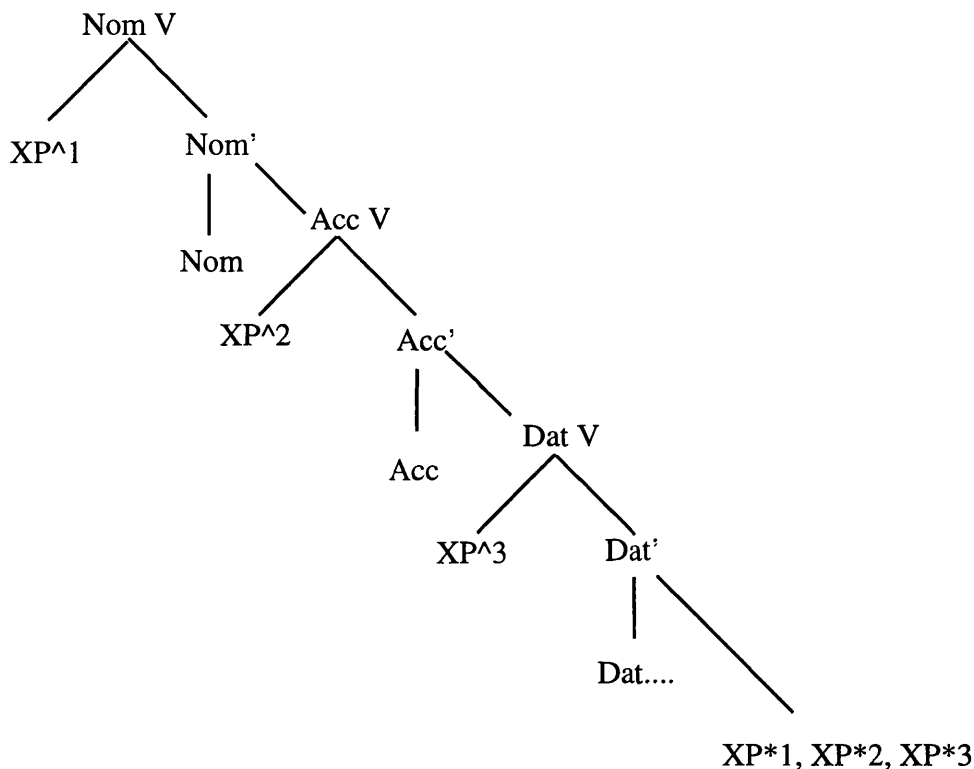 Nom V
XP^1
Nom'
Acc V
Nom
XP^2
Acc'
Dat V
Acc
XP^3
Dat'
Dat....
XP*1, XP*2, XP*3